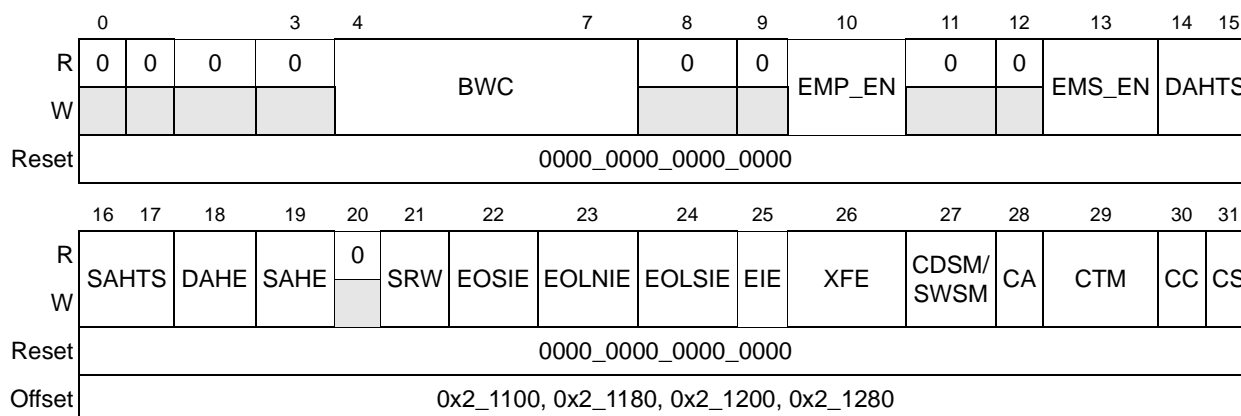 0 3 4 7 8 9 10 11 12 13 14 15
R 0 0 0 0 BWC 0 0 EMP_EN 0 0 EMS_EN DAHTS
W
Reset 0000_0000_0000_0000
16 17 18 19 20 21 22 23 24 25 26 27 28 29 30 31
R SAHTS DAHE SAHE 0 SRW EOSIE EOLNIE EOLSIE EIE XFE CDSM/ CA CTM CC CS
W SWSM
Reset 0000_0000_0000_0000
Offset 0x2_1100, 0x2_1180, 0x2_1200, 0x2_1280